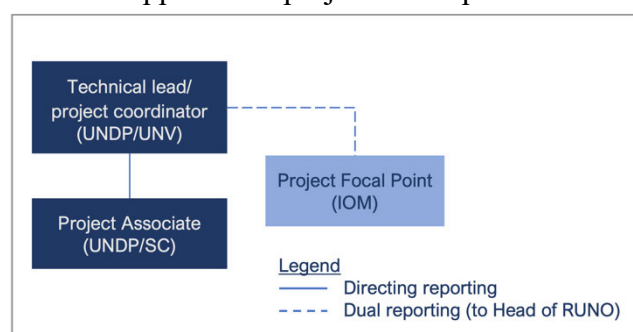 Technical lead/
project coordinator
(UNDP/UNV)
Project Focal Point
(IOM)
Project Associate
(UNDP/SC)
Legend
Directing reporting
Dual reporting (to Head of RUNO)